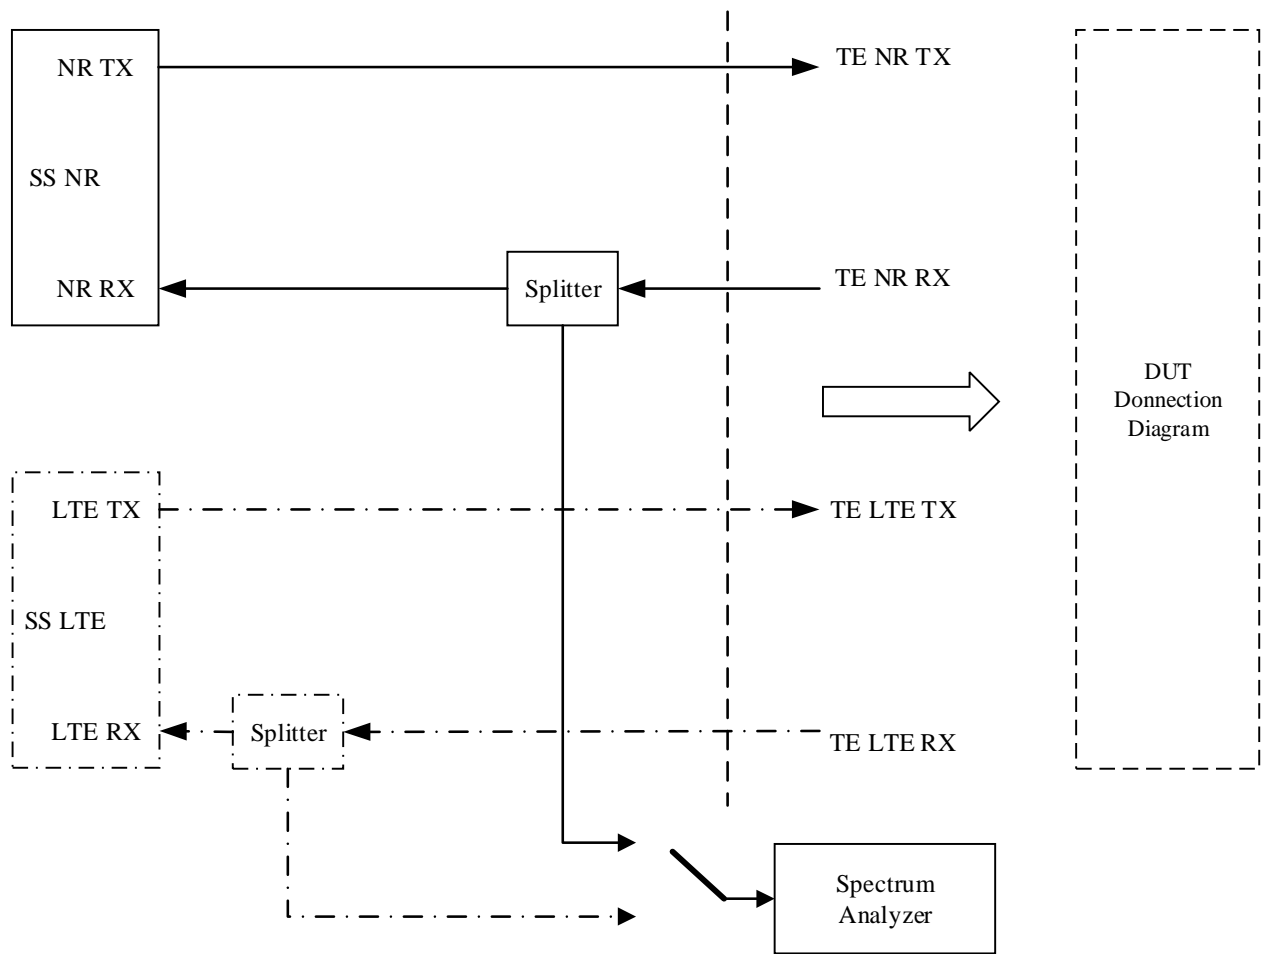 NR TX
TE NR TX
SS NR
NR RX
Splitter
TE NR RX
DUT
Donnection
Diagram
LTE TX
TE LTE TX
SS LTE
LTE RX
Splitter
TE LTE RX
Spectrum
Analyzer